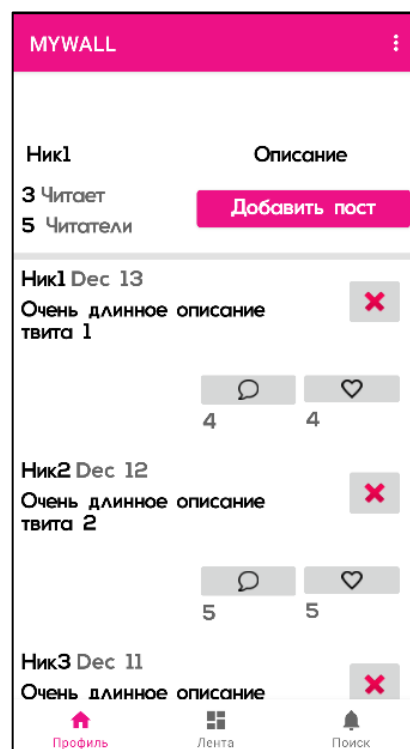 MYWALL
Ник1
Описание
3 Читает
5 Читатели
Добавить пост
Ник1 Dec 13
Очень длинное описание
твита 1
4
4
Ник2 Dec 12
Очень длинное описание
твита 2
5
5
Ник3 Dec 11
Очень длинное описание
Профиль
Лента
Поиск